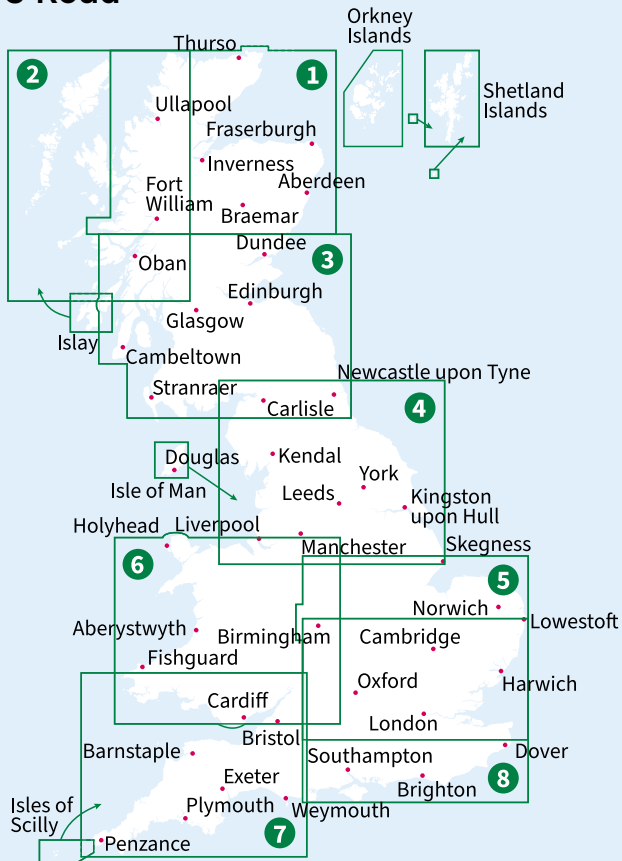 Orkney
Islands
Thurso
2
1
Shetland
Islands
Ullapool
Fraserburgh
Inverness
Aberdeen
Fort
William
Braemar
Dundee
Oban
3
Edinburgh
Glasgow
Islay
Cambeltown
Newcastle upon Tyne
Stranraer
Carlisle
4
Douglas
Kendal
York
Isle of Man
Leeds
Kingston
upon Hull
Holyhead
Liverpool
Manchester
Skegness
6
5
Norwich
Lowestoft
Aberystwyth
Birmingham
Cambridge
Fishguard
Oxford
Harwich
Cardiff
London
Bristol
Barnstaple
Southampton
Dover
Exeter
8
Brighton
Isles of
Scilly
Plymouth
Weymouth
7
Penzance